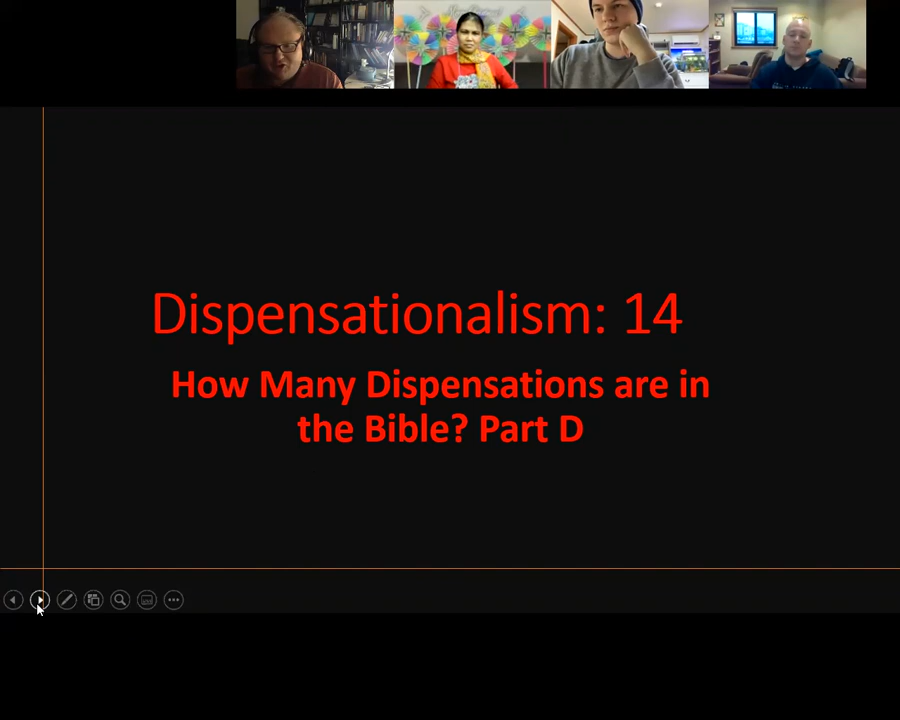 Dispensationalism: 14
How Many Dispensations are in
the Bible? Part D